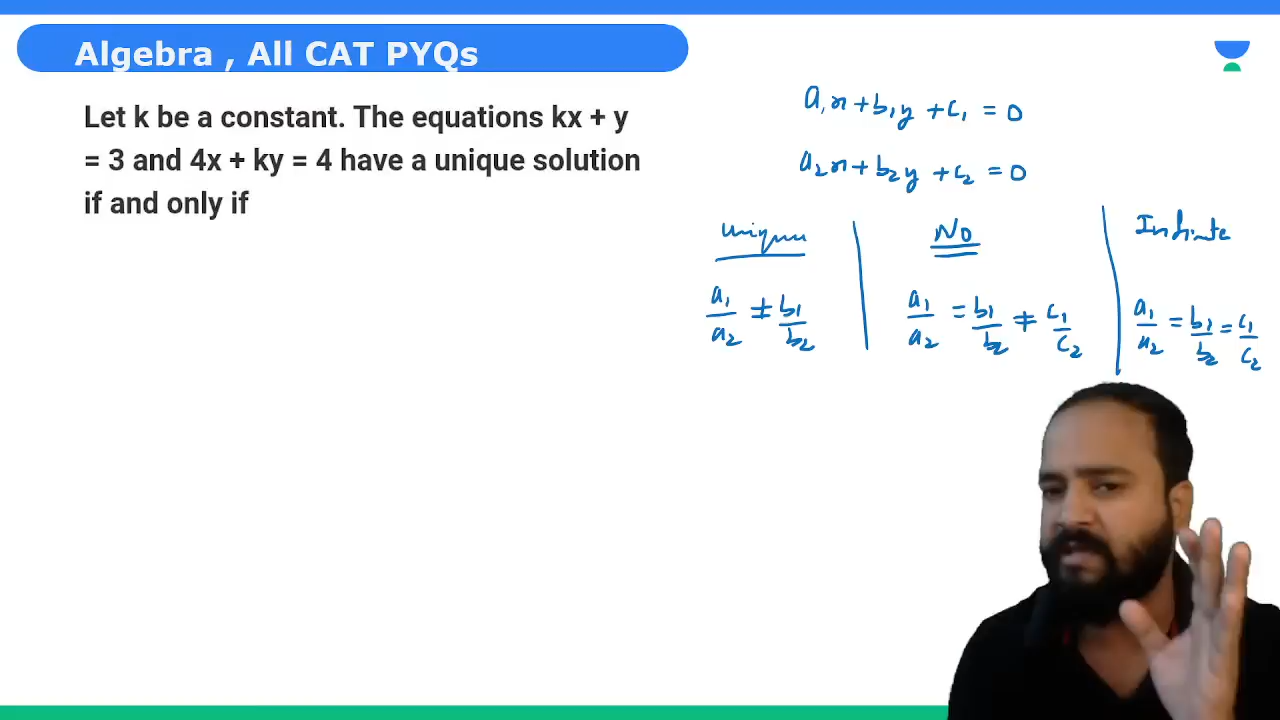 Algebra , All CAT PYQs
Let k be a constant. The equations kx + y
= 3 and 4x + ky = 4 have a unique solution
if and only if
a₁x + b₁y + c₁ = 0
a₂x + b₂y + c₂ = 0
Unique No Infinite
a₁/a₂ ≠ b₁/b₂ a₁/a₂ = b₁/b₂ ≠ c₁/c₂ a₁/a₂ = b₁/b₂ = c₁/c₂